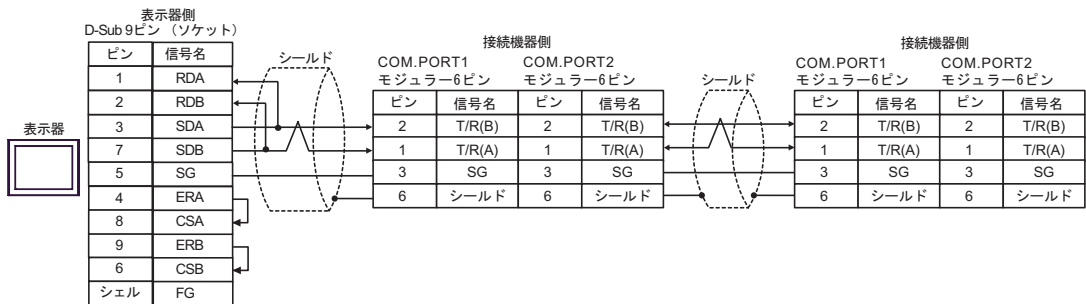 表示器
表示器側
D-Sub 9ピン (ソケット)
ピン 信号名
1 RDA
2 RDB
3 SDA
7 SDB
5 SG
4 ERA
8 CSA
9 ERB
6 CSB
シェル FG
シールド
接続機器側
COM.PORT1 COM.PORT2
モジュラー6ピン モジュラー6ピン
ピン 信号名 ピン 信号名
2 T/R(B) 2 T/R(B)
1 T/R(A) 1 T/R(A)
3 SG 3 SG
6 シールド 6 シールド
シールド
接続機器側
COM.PORT1 COM.PORT2
モジュラー6ピン モジュラー6ピン
ピン 信号名 ピン 信号名
2 T/R(B) 2 T/R(B)
1 T/R(A) 1 T/R(A)
3 SG 3 SG
6 シールド 6 シールド